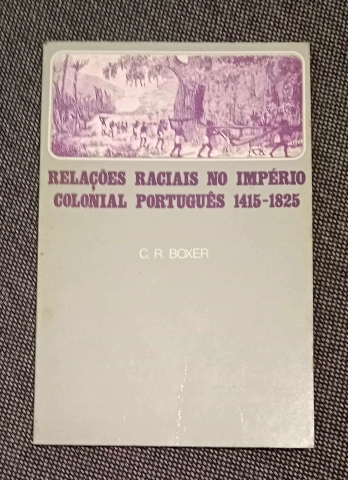 RELAÇÕES RACIAIS NO IMPÉRIO
COLONIAL PORTUGUÊS 1415-1825
C. R. BOXER